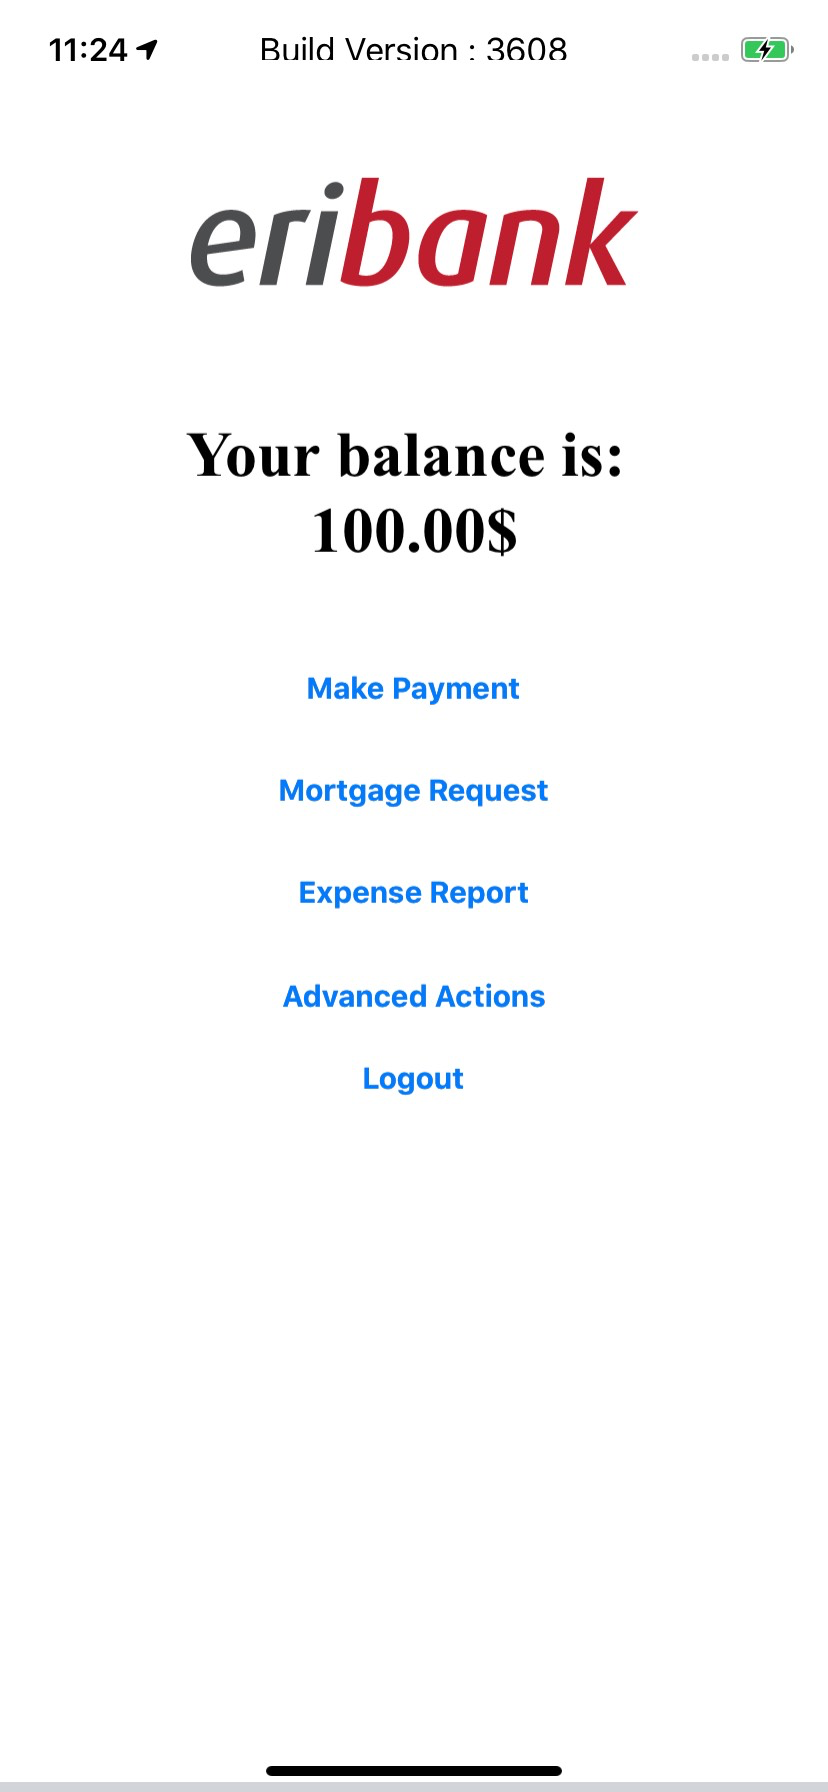 11:24 Build Version : 3608
eribank
Your balance is:
100.00$
Make Payment
Mortgage Request
Expense Report
Advanced Actions
Logout